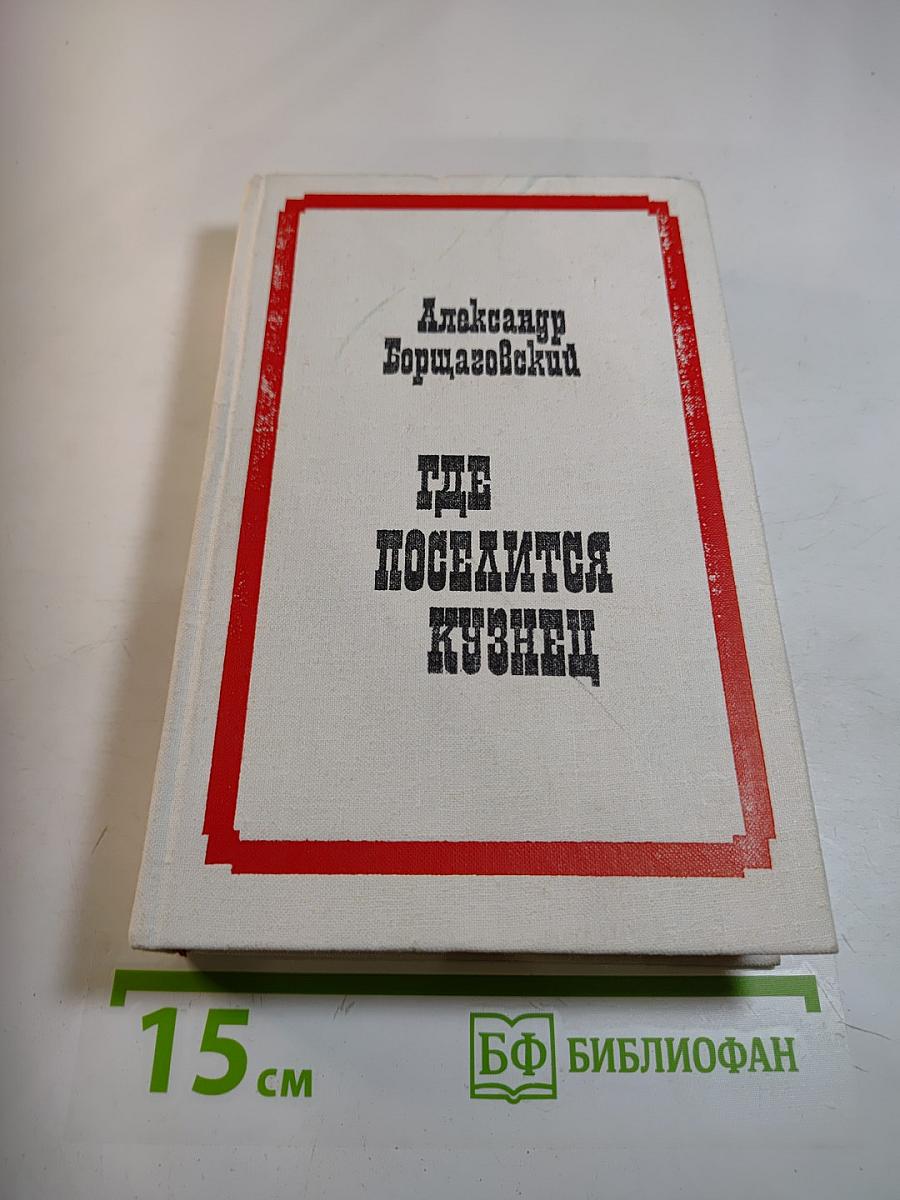 Александр
Борщаговский
ГДЕ
ПОСЕЛИТСЯ
КУЗНЕЦ
15 см
БФ БИБЛИОФАН